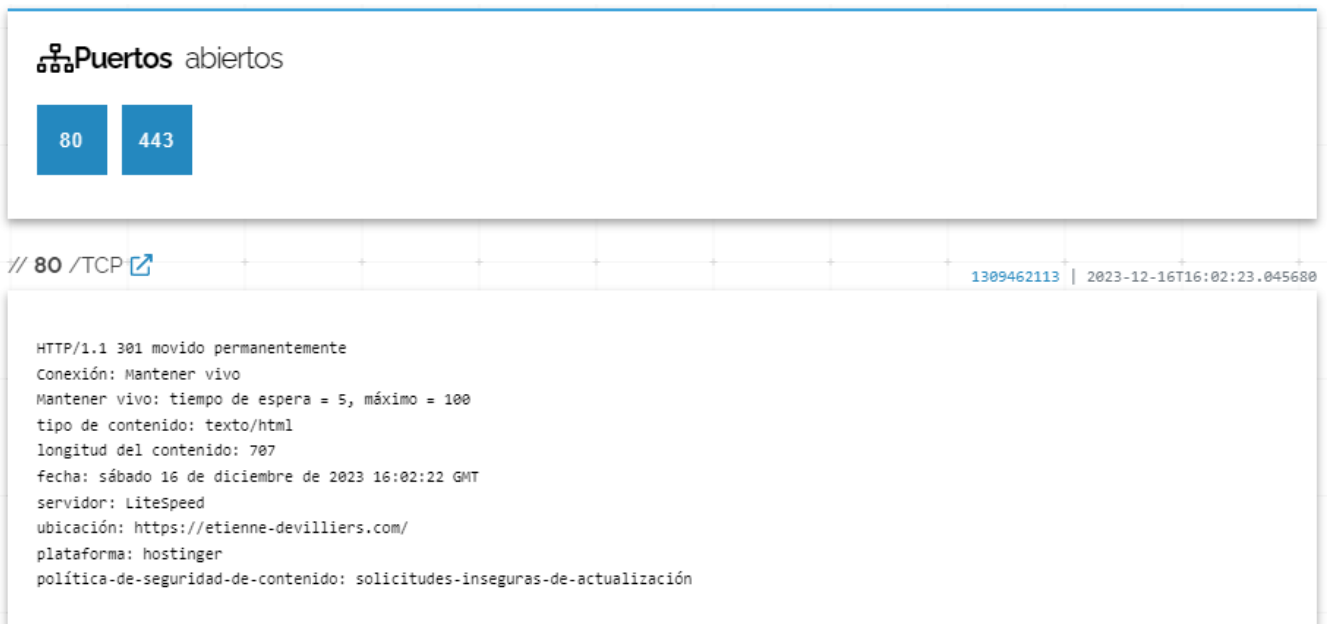 Puertos abiertos
80 443
// 80 /TCP
1309462113 | 2023-12-16T16:02:23.045680
HTTP/1.1 301 movido permanentemente
Conexión: Mantener vivo
Mantener vivo: tiempo de espera = 5, máximo = 100
tipo de contenido: texto/html
longitud del contenido: 707
fecha: sábado 16 de diciembre de 2023 16:02:22 GMT
servidor: LiteSpeed
ubicación: https://etienne-devilliers.com/
plataforma: hostinger
política-de-seguridad-de-contenido: solicitudes-inseguras-de-actualización